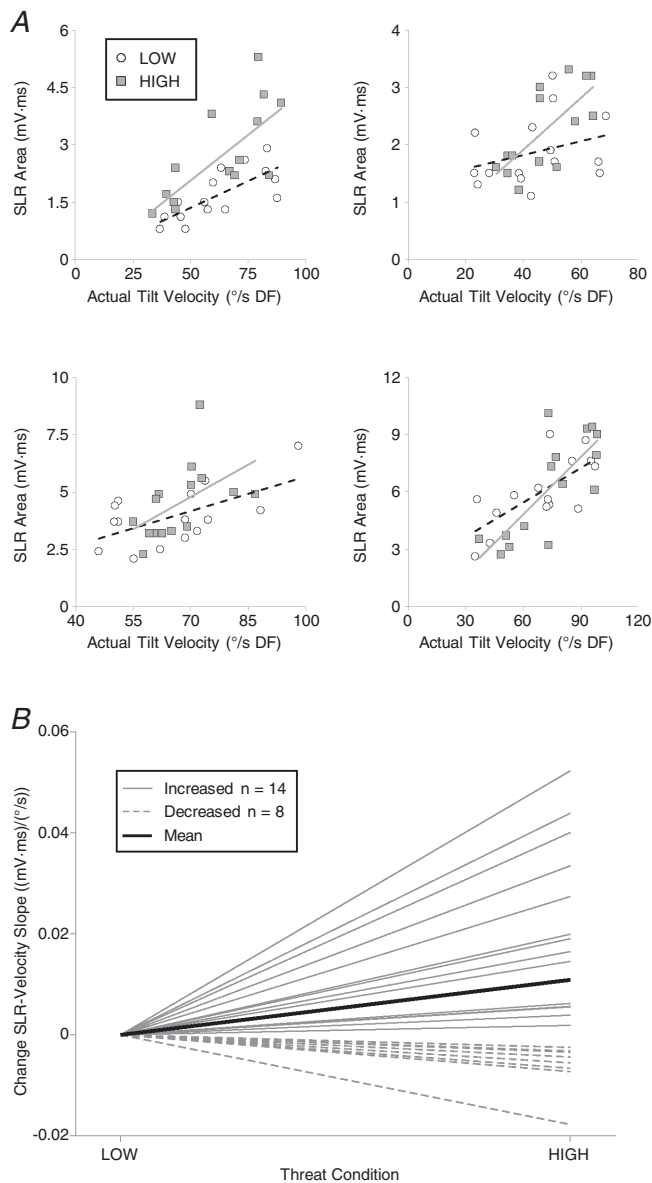 A
6
4.5
3
1.5
0
SLR Area (mV·ms)
LOW
HIGH
0 25 50 75 100
Actual Tilt Velocity (°/s DF)
4
3
2
1
0
SLR Area (mV·ms)
0 20 40 60 80
Actual Tilt Velocity (°/s DF)
10
7.5
5
2.5
0
SLR Area (mV·ms)
40 55 70 85 100
Actual Tilt Velocity (°/s DF)
12
9
6
3
0
SLR Area (mV·ms)
0 30 60 90 120
Actual Tilt Velocity (°/s DF)
B
0.06
0.04
0.02
0
-0.02
Change SLR-Velocity Slope ((mV·ms)/(°/s))
Increased n = 14
Decreased n = 8
Mean
LOW HIGH
Threat Condition